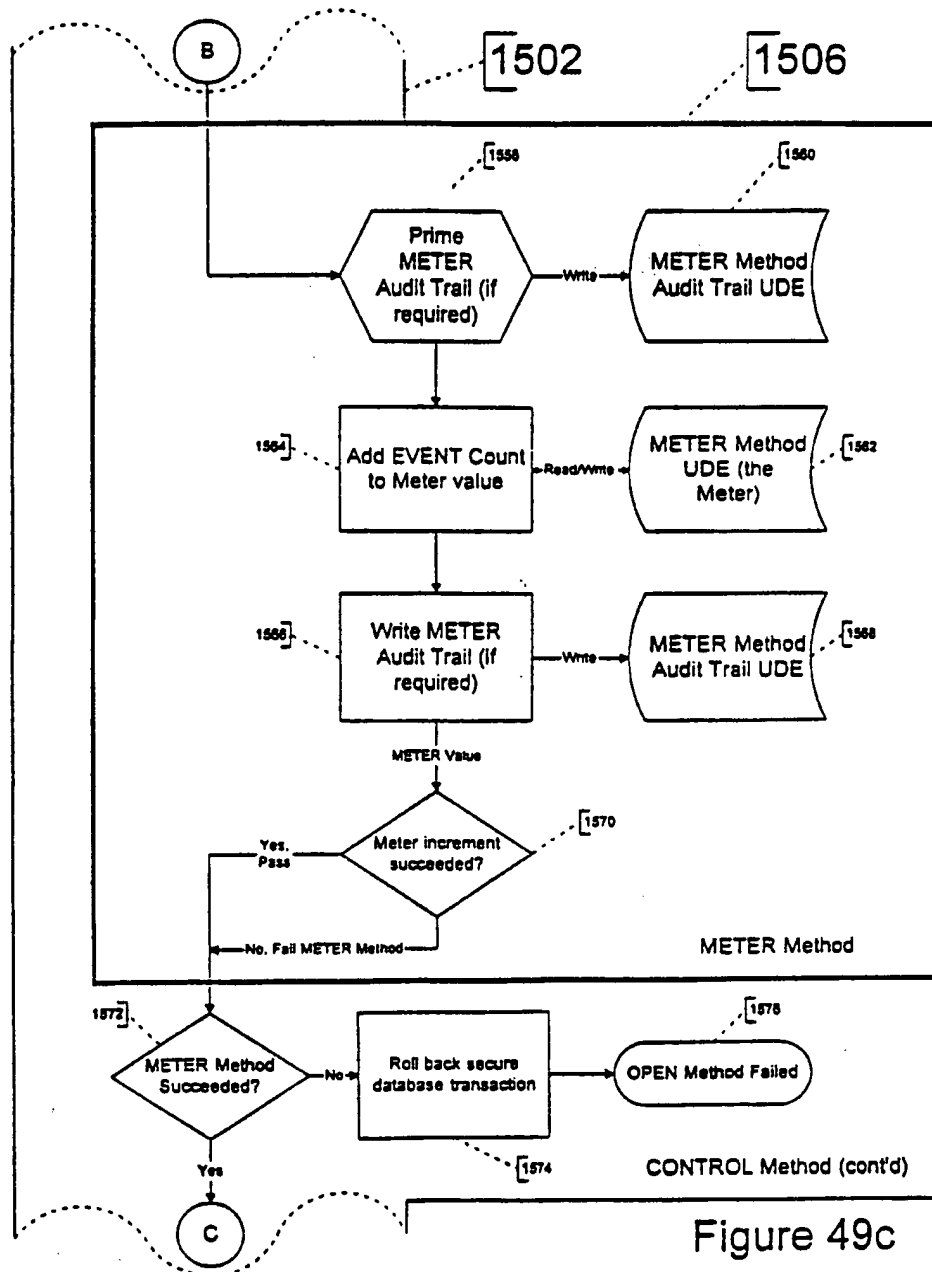 B
1502
1506
1558
1560
Prime
METER
Audit Trail (if
required)
Write
METER Method
Audit Trail UDE
1564
Add EVENT Count
to Meter value
Read/Write
METER Method
UDE (the
Meter)
1562
1566
Write METER
Audit Trail (if
required)
Write
METER Method
Audit Trail UDE
1568
METER Value
Yes,
Pass
Meter increment
succeeded?
1570
No, Fail METER Method
METER Method
1572
METER Method
Succeeded?
No
Roll back secure
database transaction
1576
OPEN Method Failed
Yes
1574
CONTROL Method (cont'd)
C
Figure 49c